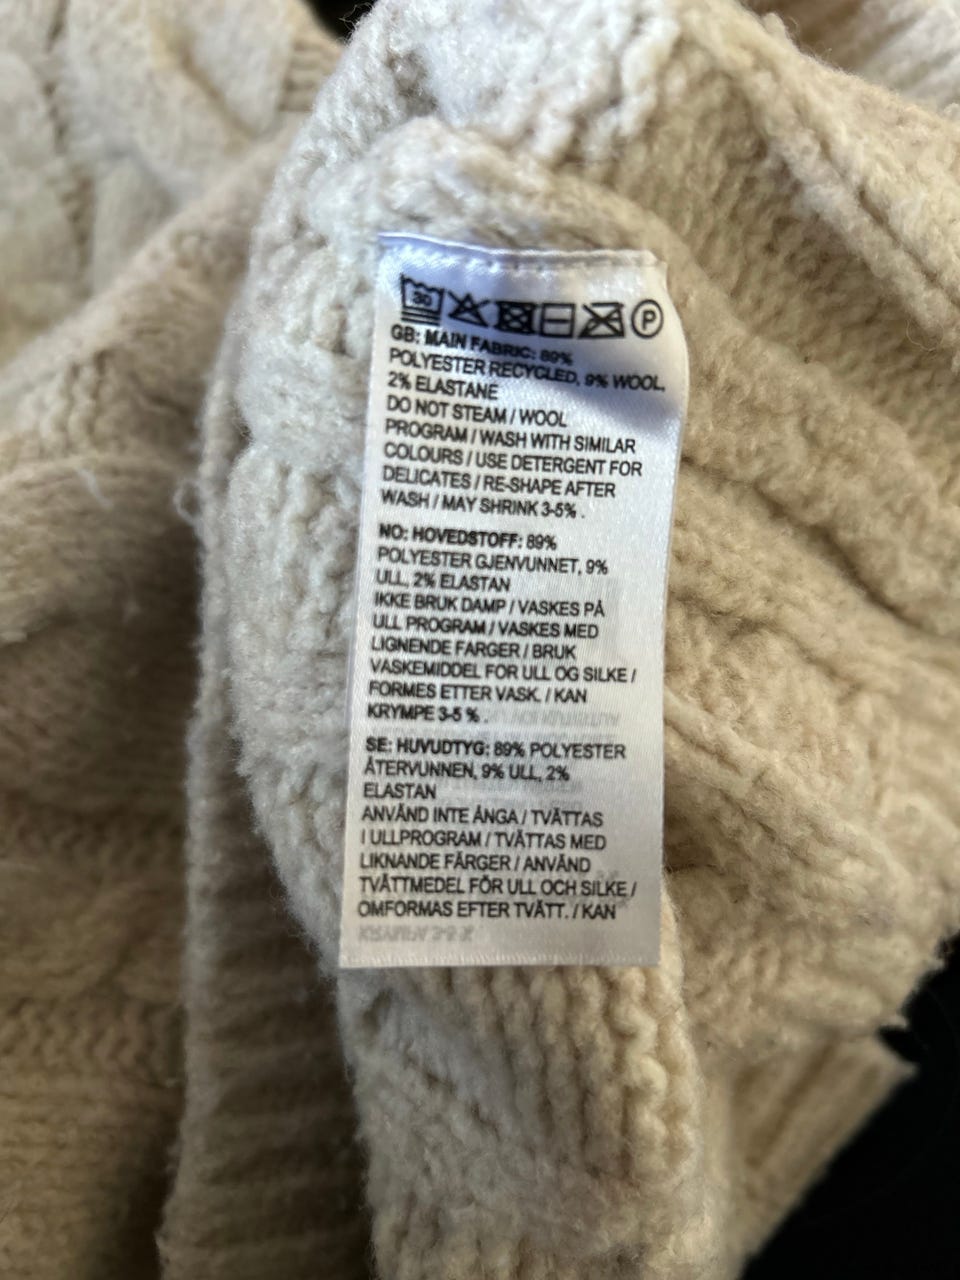 30 P
GB: MAIN FABRIC: 89%
POLYESTER RECYCLED, 9% WOOL,
2% ELASTANE
DO NOT STEAM / WOOL
PROGRAM / WASH WITH SIMILAR
COLOURS / USE DETERGENT FOR
DELICATES / RE-SHAPE AFTER
WASH / MAY SHRINK 3-5% .
NO: HOVEDSTOFF: 89%
POLYESTER GJENVUNNET, 9%
ULL, 2% ELASTAN
IKKE BRUK DAMP / VASKES PÅ
ULL PROGRAM / VASKES MED
LIGNENDE FARGER / BRUK
VASKEMIDDEL FOR ULL OG SILKE /
FORMES ETTER VASK. / KAN
KRYMPE 3-5 % .
SE: HUVUDTYG: 89% POLYESTER
ÅTERVUNNEN, 9% ULL, 2%
ELASTAN
ANVÄND INTE ÅNGA / TVÄTTAS
I ULLPROGRAM / TVÄTTAS MED
LIKNANDE FÄRGER / ANVÄND
TVÄTTMEDEL FÖR ULL OCH SILKE /
OMFORMAS EFTER TVÄTT. / KAN